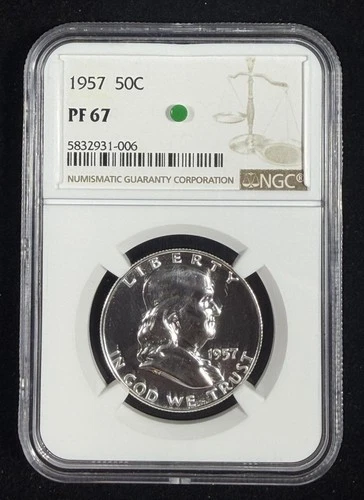 1957 50C
PF 67
5832931-006
NUMISMATIC GUARANTY CORPORATION
NGC®
LIBERTY
1957
IN GOD WE TRUST